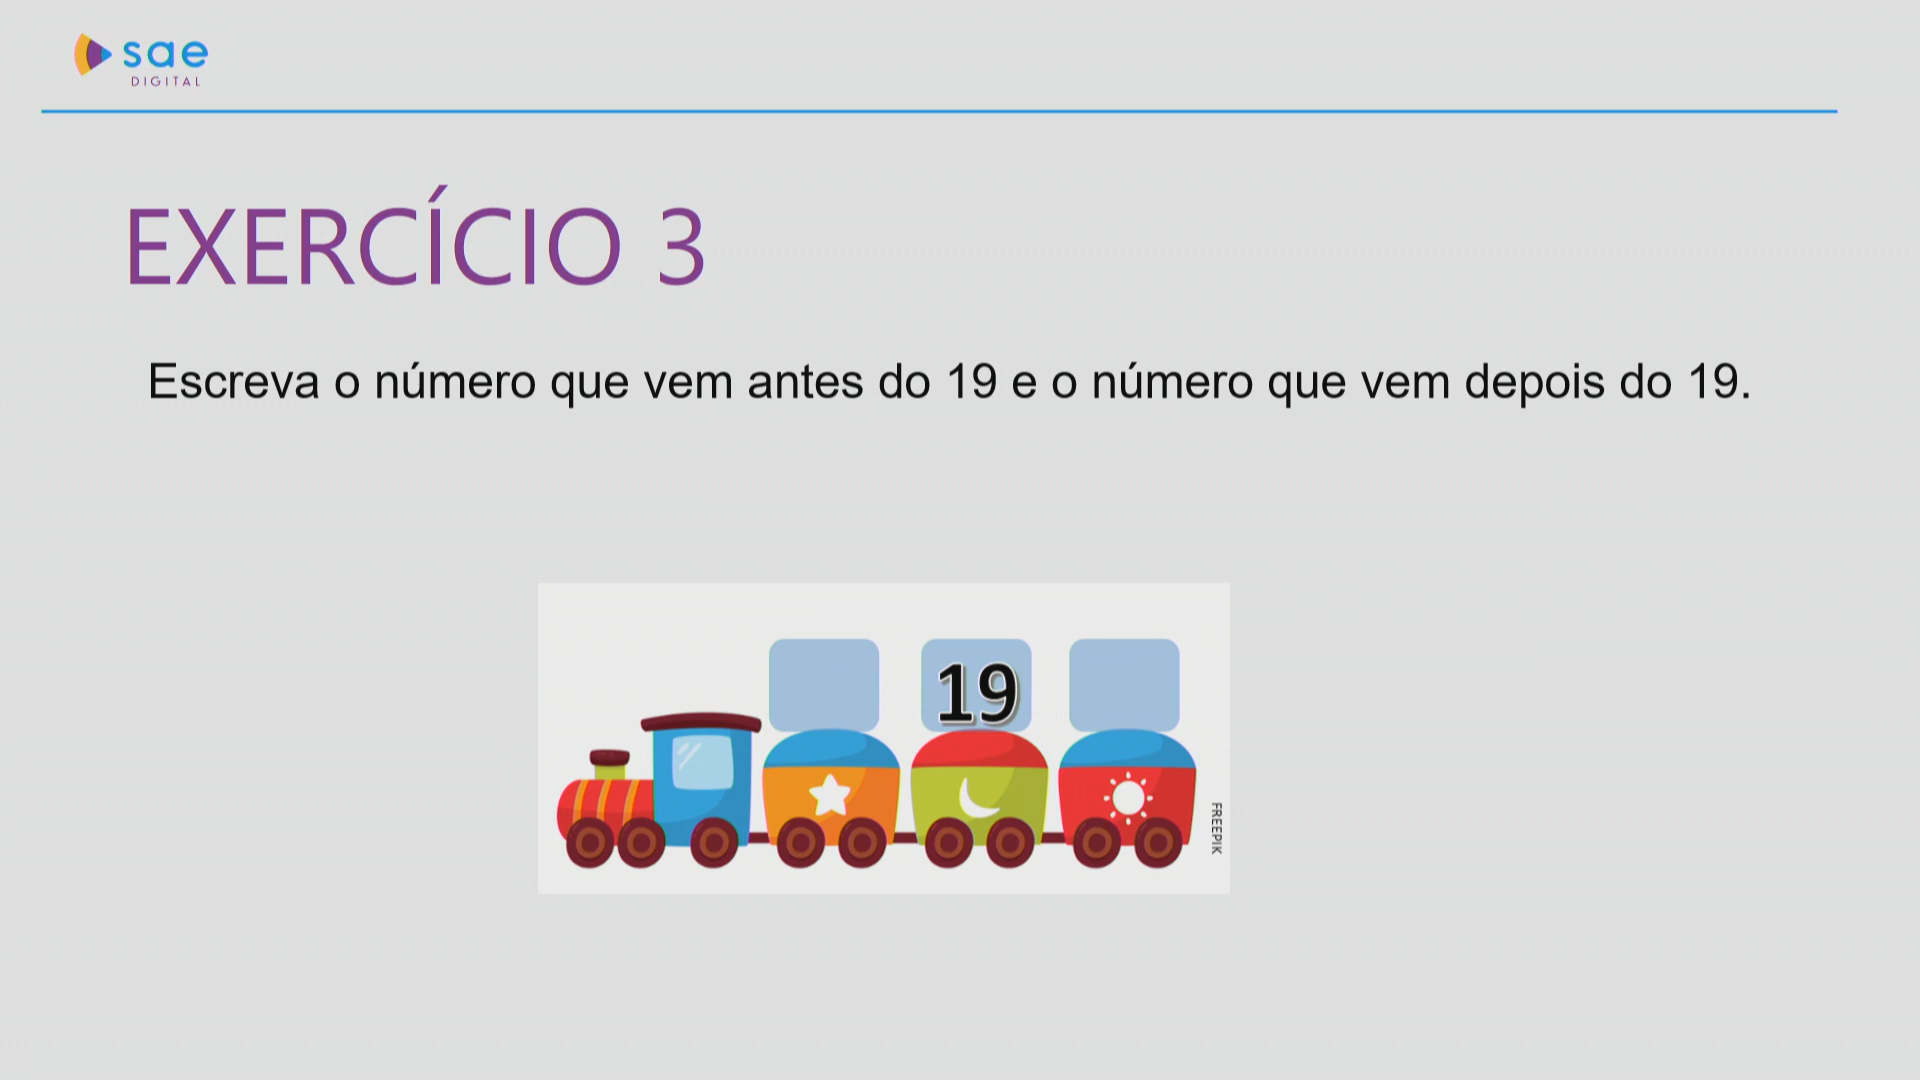 sae
DIGITAL
EXERCÍCIO 3
Escreva o número que vem antes do 19 e o número que vem depois do 19.
19
FREEPIK